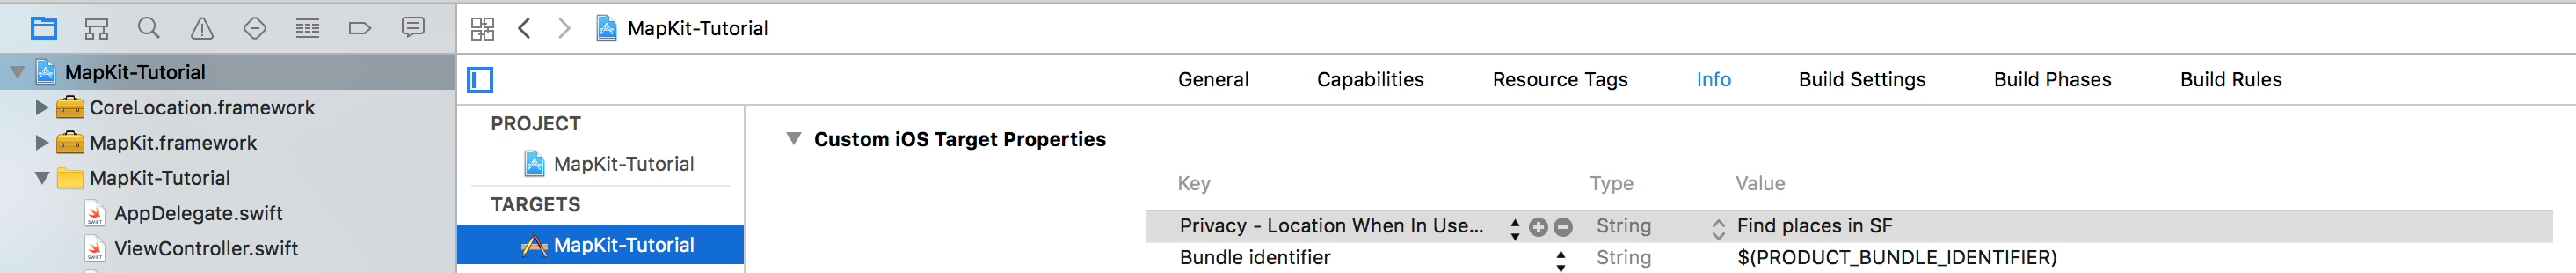 MapKit-Tutorial
General Capabilities Resource Tags Info Build Settings Build Phases Build Rules
MapKit-Tutorial
CoreLocation.framework
MapKit.framework
MapKit-Tutorial
AppDelegate.swift
ViewController.swift
PROJECT
MapKit-Tutorial
TARGETS
MapKit-Tutorial
Custom iOS Target Properties
Key Type Value
Privacy - Location When In Use... String Find places in SF
Bundle identifier String $(PRODUCT_BUNDLE_IDENTIFIER)